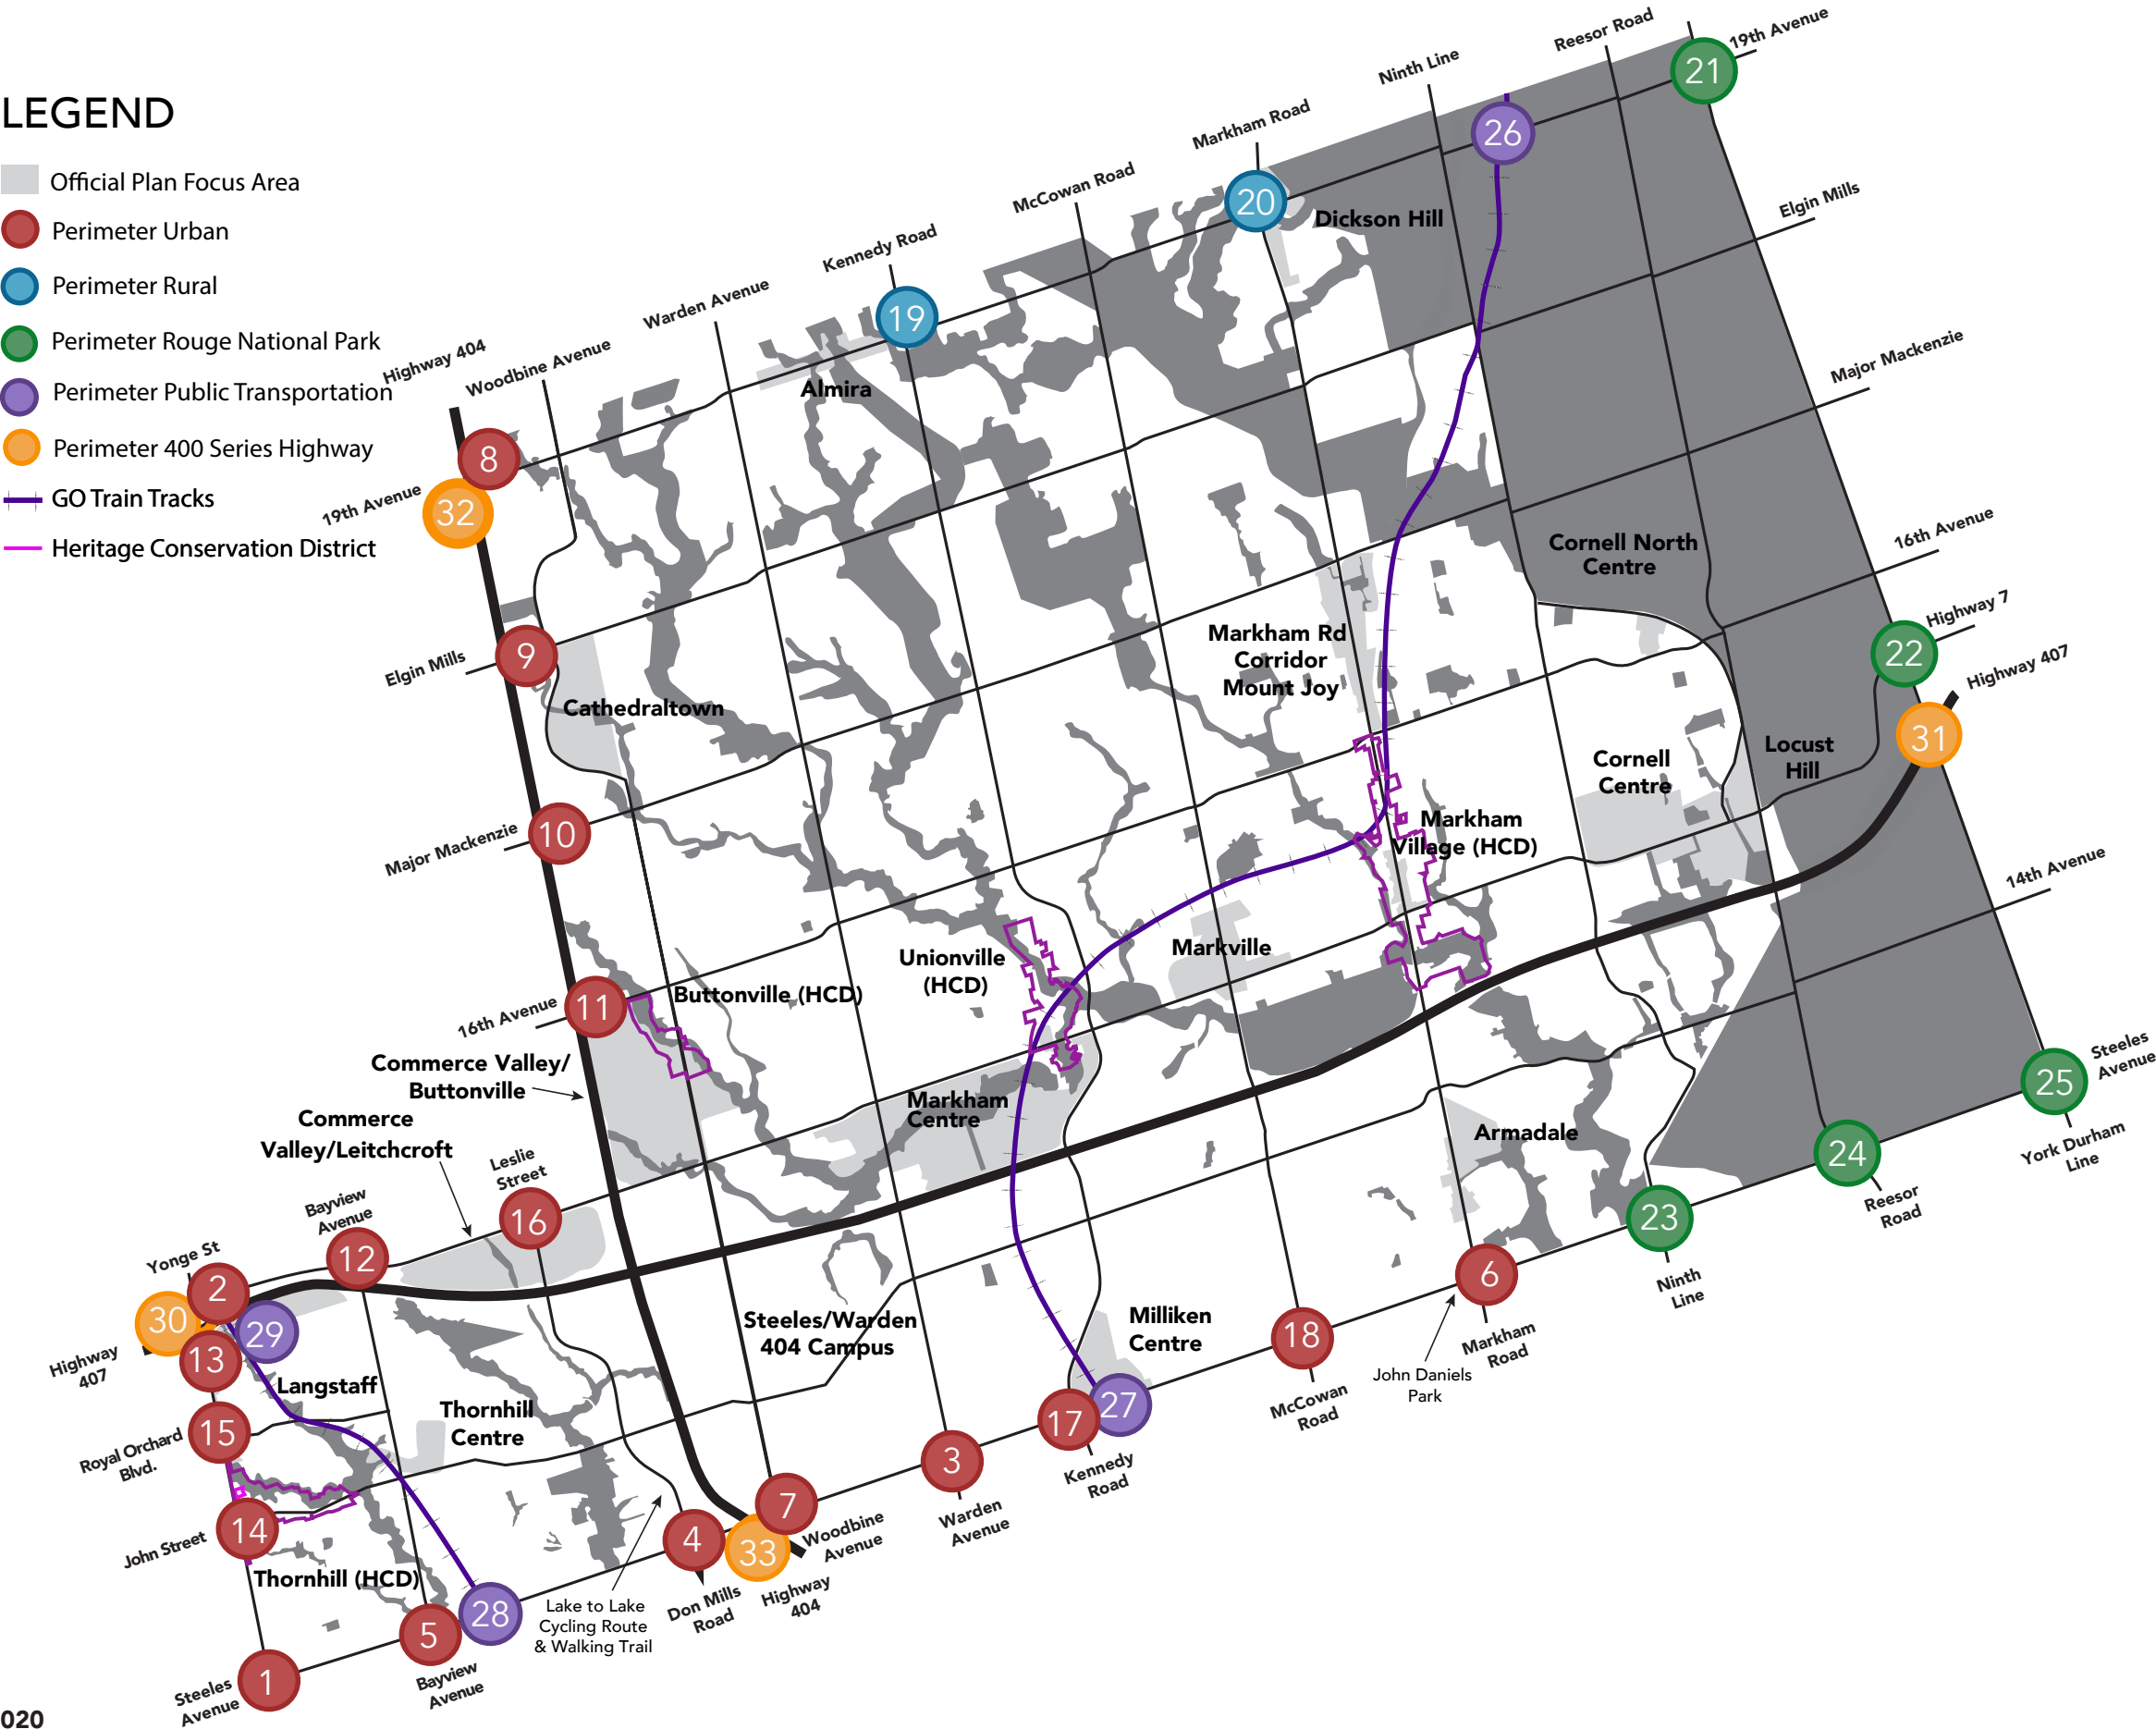 LEGEND
Official Plan Focus Area
Perimeter Urban
Perimeter Rural
Perimeter Rouge National Park
Perimeter Public Transportation
Perimeter 400 Series Highway
GO Train Tracks
Heritage Conservation District
Highway 404
Woodbine Avenue
Warden Avenue
Kennedy Road
McCowan Road
Markham Road
Ninth Line
Reesor Road
19th Avenue
21
26
20
Dickson Hill
Elgin Mills
19
Almira
Major Mackenzie
8
19th Avenue
32
16th Avenue
Cornell North
Centre
Highway 7
22
Highway 407
31
Elgin Mills
9
Cathedraltown
Markham Rd
Corridor
Mount Joy
Cornell
Centre
Locust
Hill
Major Mackenzie
10
Markham
Village (HCD)
14th Avenue
Unionville
(HCD)
Markville
16th Avenue
11
Buttonville (HCD)
Commerce Valley/
Buttonville
Commerce
Valley/Leitchcroft
Markham
Centre
Armadale
25
Steeles
Avenue
York Durham
Line
24
Reesor
Road
23
Ninth
Line
Leslie
Street
16
Bayview
Avenue
12
Yonge St
2
30
29
13
Highway
407
Langstaff
Steeles/Warden
404 Campus
Milliken
Centre
6
Markham
Road
John Daniels
Park
18
McCowan
Road
17
27
Kennedy
Road
3
Warden
Avenue
Royal Orchard
Blvd.
15
Thornhill
Centre
John Street
14
Thornhill (HCD)
7
Woodbine
Avenue
4
33
Don Mills
Road
Highway
404
Lake to Lake
Cycling Route
& Walking Trail
28
5
Bayview
Avenue
1
Steeles
Avenue
020